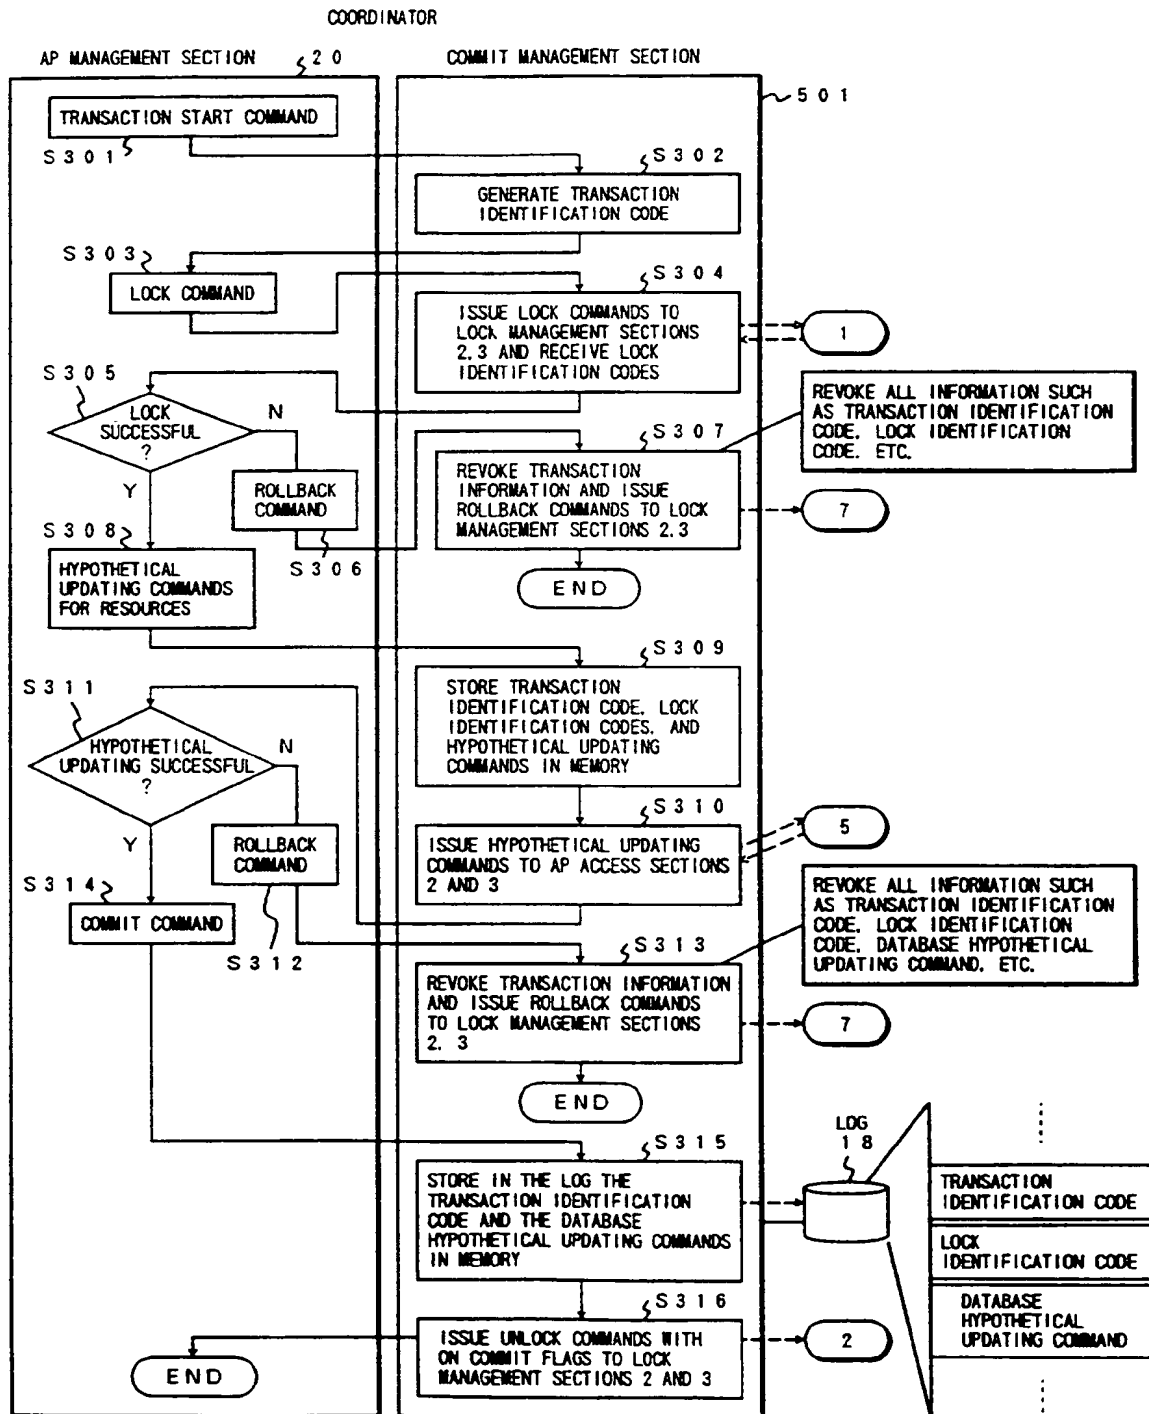 COORDINATOR
AP MANAGEMENT SECTION
20
COMMIT MANAGEMENT SECTION
501
TRANSACTION START COMMAND
S301
S302
GENERATE TRANSACTION
IDENTIFICATION CODE
S303
LOCK COMMAND
S304
ISSUE LOCK COMMANDS TO
LOCK MANAGEMENT SECTIONS
2,3 AND RECEIVE LOCK
IDENTIFICATION CODES
1
S305
LOCK
SUCCESSFUL
?
N
Y
ROLLBACK
COMMAND
S306
S307
REVOKE TRANSACTION
INFORMATION AND ISSUE
ROLLBACK COMMANDS TO LOCK
MANAGEMENT SECTIONS 2,3
REVOKE ALL INFORMATION SUCH
AS TRANSACTION IDENTIFICATION
CODE, LOCK IDENTIFICATION
CODE, ETC.
7
END
S308
HYPOTHETICAL
UPDATING COMMANDS
FOR RESOURCES
S309
STORE TRANSACTION
IDENTIFICATION CODE, LOCK
IDENTIFICATION CODES, AND
HYPOTHETICAL UPDATING
COMMANDS IN MEMORY
S311
HYPOTHETICAL
UPDATING SUCCESSFUL
?
N
Y
S310
ISSUE HYPOTHETICAL UPDATING
COMMANDS TO AP ACCESS SECTIONS
2 AND 3
5
ROLLBACK
COMMAND
S312
S314
COMMIT COMMAND
S313
REVOKE TRANSACTION INFORMATION
AND ISSUE ROLLBACK COMMANDS
TO LOCK MANAGEMENT SECTIONS
2, 3
REVOKE ALL INFORMATION SUCH
AS TRANSACTION IDENTIFICATION
CODE, LOCK IDENTIFICATION
CODE, DATABASE HYPOTHETICAL
UPDATING COMMAND, ETC.
7
END
S315
STORE IN THE LOG THE
TRANSACTION IDENTIFICATION
CODE AND THE DATABASE
HYPOTHETICAL UPDATING COMMANDS
IN MEMORY
LOG
18
TRANSACTION
IDENTIFICATION CODE
LOCK
IDENTIFICATION CODE
DATABASE
HYPOTHETICAL
UPDATING COMMAND
S316
ISSUE UNLOCK COMMANDS WITH
ON COMMIT FLAGS TO LOCK
MANAGEMENT SECTIONS 2 AND 3
2
END